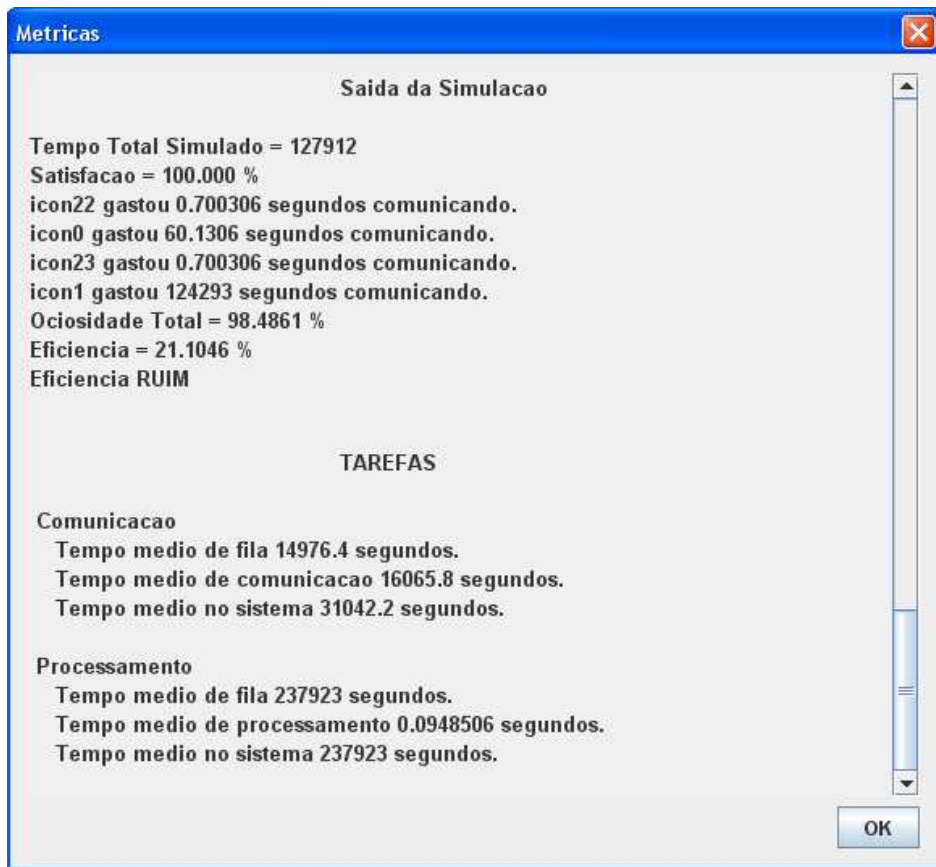 Metricas
Saida da Simulacao
Tempo Total Simulado = 127912
Satisfacao = 100.000 %
icon22 gastou 0.700306 segundos comunicando.
icon0 gastou 60.1306 segundos comunicando.
icon23 gastou 0.700306 segundos comunicando.
icon1 gastou 124293 segundos comunicando.
Ociosidade Total = 98.4861 %
Eficiencia = 21.1046 %
Eficiencia RUIM
TAREFAS
Comunicacao
Tempo medio de fila 14976.4 segundos.
Tempo medio de comunicacao 16065.8 segundos.
Tempo medio no sistema 31042.2 segundos.
Processamento
Tempo medio de fila 237923 segundos.
Tempo medio de processamento 0.0948506 segundos.
Tempo medio no sistema 237923 segundos.
OK